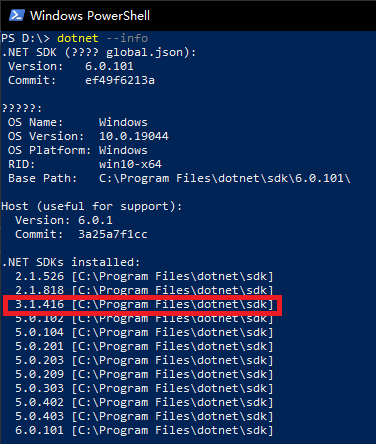 Windows PowerShell
PS D:\> dotnet --info
.NET SDK (???? global.json):
Version: 6.0.101
Commit: ef49f6213a
?????:
OS Name: Windows
OS Version: 10.0.19044
OS Platform: Windows
RID: win10-x64
Base Path: C:\Program Files\dotnet\sdk\6.0.101\
Host (useful for support):
Version: 6.0.1
Commit: 3a25a7f1cc
.NET SDKs installed:
2.1.526 [C:\Program Files\dotnet\sdk]
2.1.818 [C:\Program Files\dotnet\sdk]
3.1.416 [C:\Program Files\dotnet\sdk]
5.0.102 [C:\Program Files\dotnet\sdk]
5.0.104 [C:\Program Files\dotnet\sdk]
5.0.201 [C:\Program Files\dotnet\sdk]
5.0.203 [C:\Program Files\dotnet\sdk]
5.0.209 [C:\Program Files\dotnet\sdk]
5.0.303 [C:\Program Files\dotnet\sdk]
5.0.402 [C:\Program Files\dotnet\sdk]
5.0.403 [C:\Program Files\dotnet\sdk]
6.0.101 [C:\Program Files\dotnet\sdk]